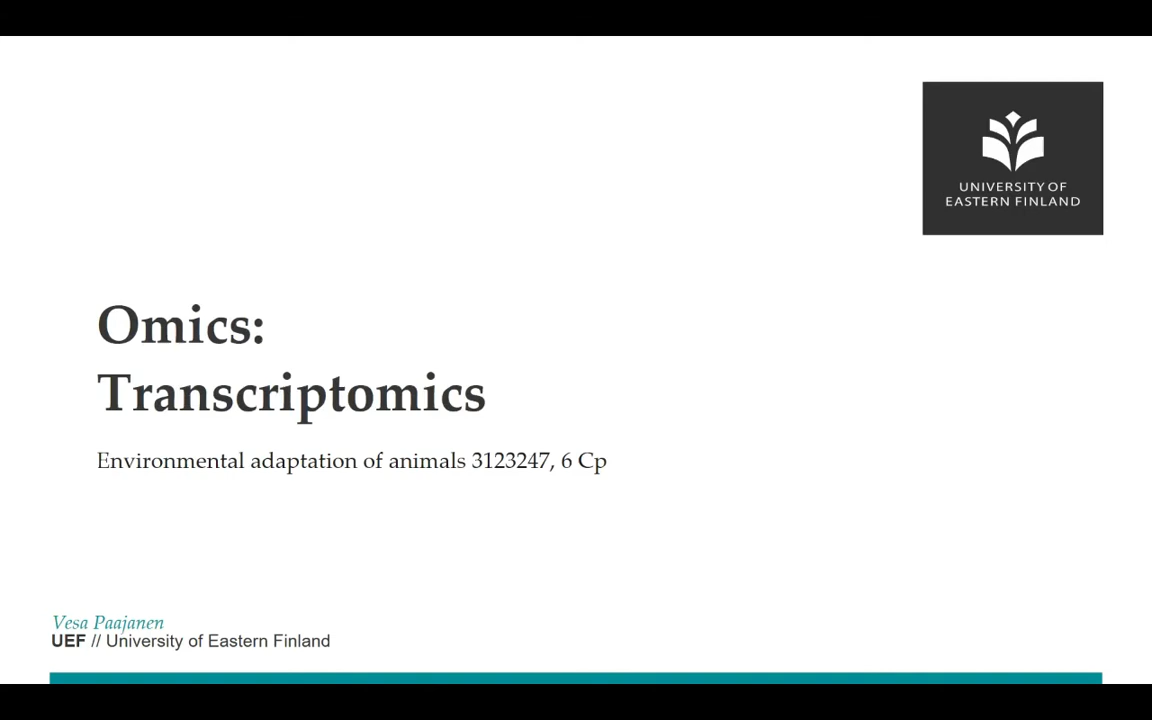 UNIVERSITY OF
EASTERN FINLAND
Omics:
Transcriptomics
Environmental adaptation of animals 3123247, 6 Cp
Vesa Paajanen
UEF // University of Eastern Finland